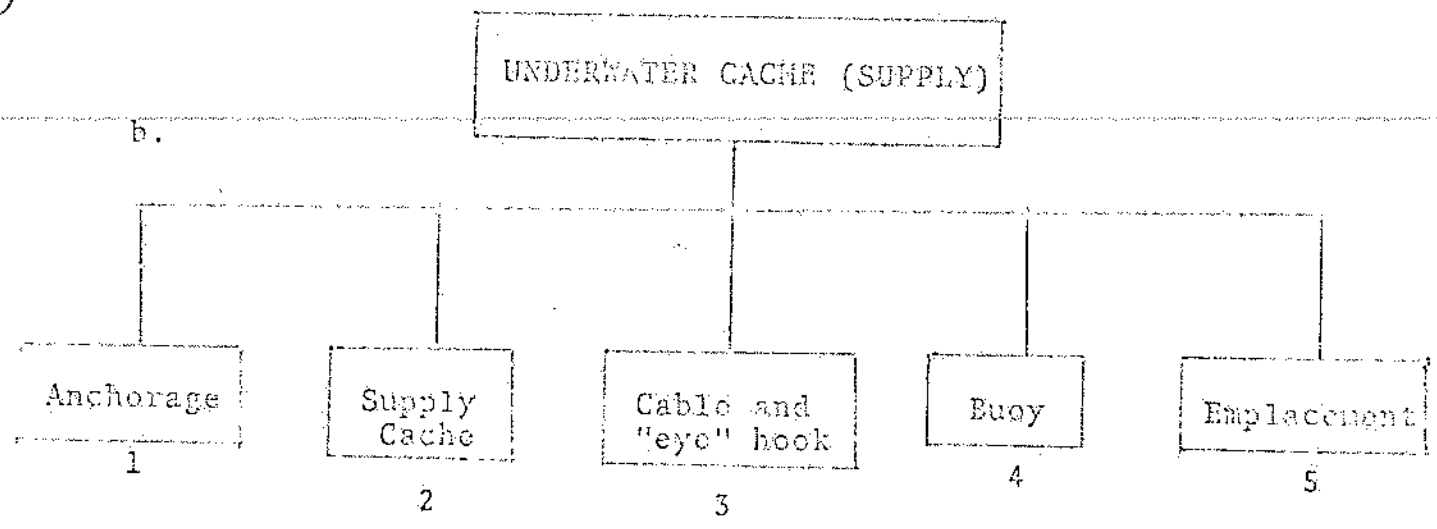 UNDERWATER CACHE (SUPPLY)
b.
Anchorage
Supply
Cache
Cable and
"eye" hook
Buoy
Emplacement
1
2
3
4
5